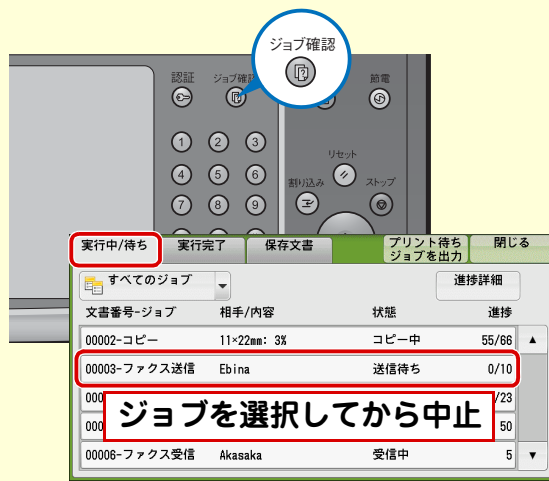 ジョブ確認
認証 ジョブ確認 節電
1 2 3
4 5 6
7 8 9
リセット
割り込み ストップ
実行中/待ち 実行完了 保存文書 プリント待ち 閉じる
ジョブを出力
すべてのジョブ 進捗詳細
文書番号-ジョブ 相手/内容 状態 進捗
00002-コピー 11×22mm: 3% コピー中 55/66
00003-ファクス送信 Ebina 送信待ち 0/10
000 /23
ジョブを選択してから中止
000 50
00006-ファクス受信 Akasaka 受信中 5